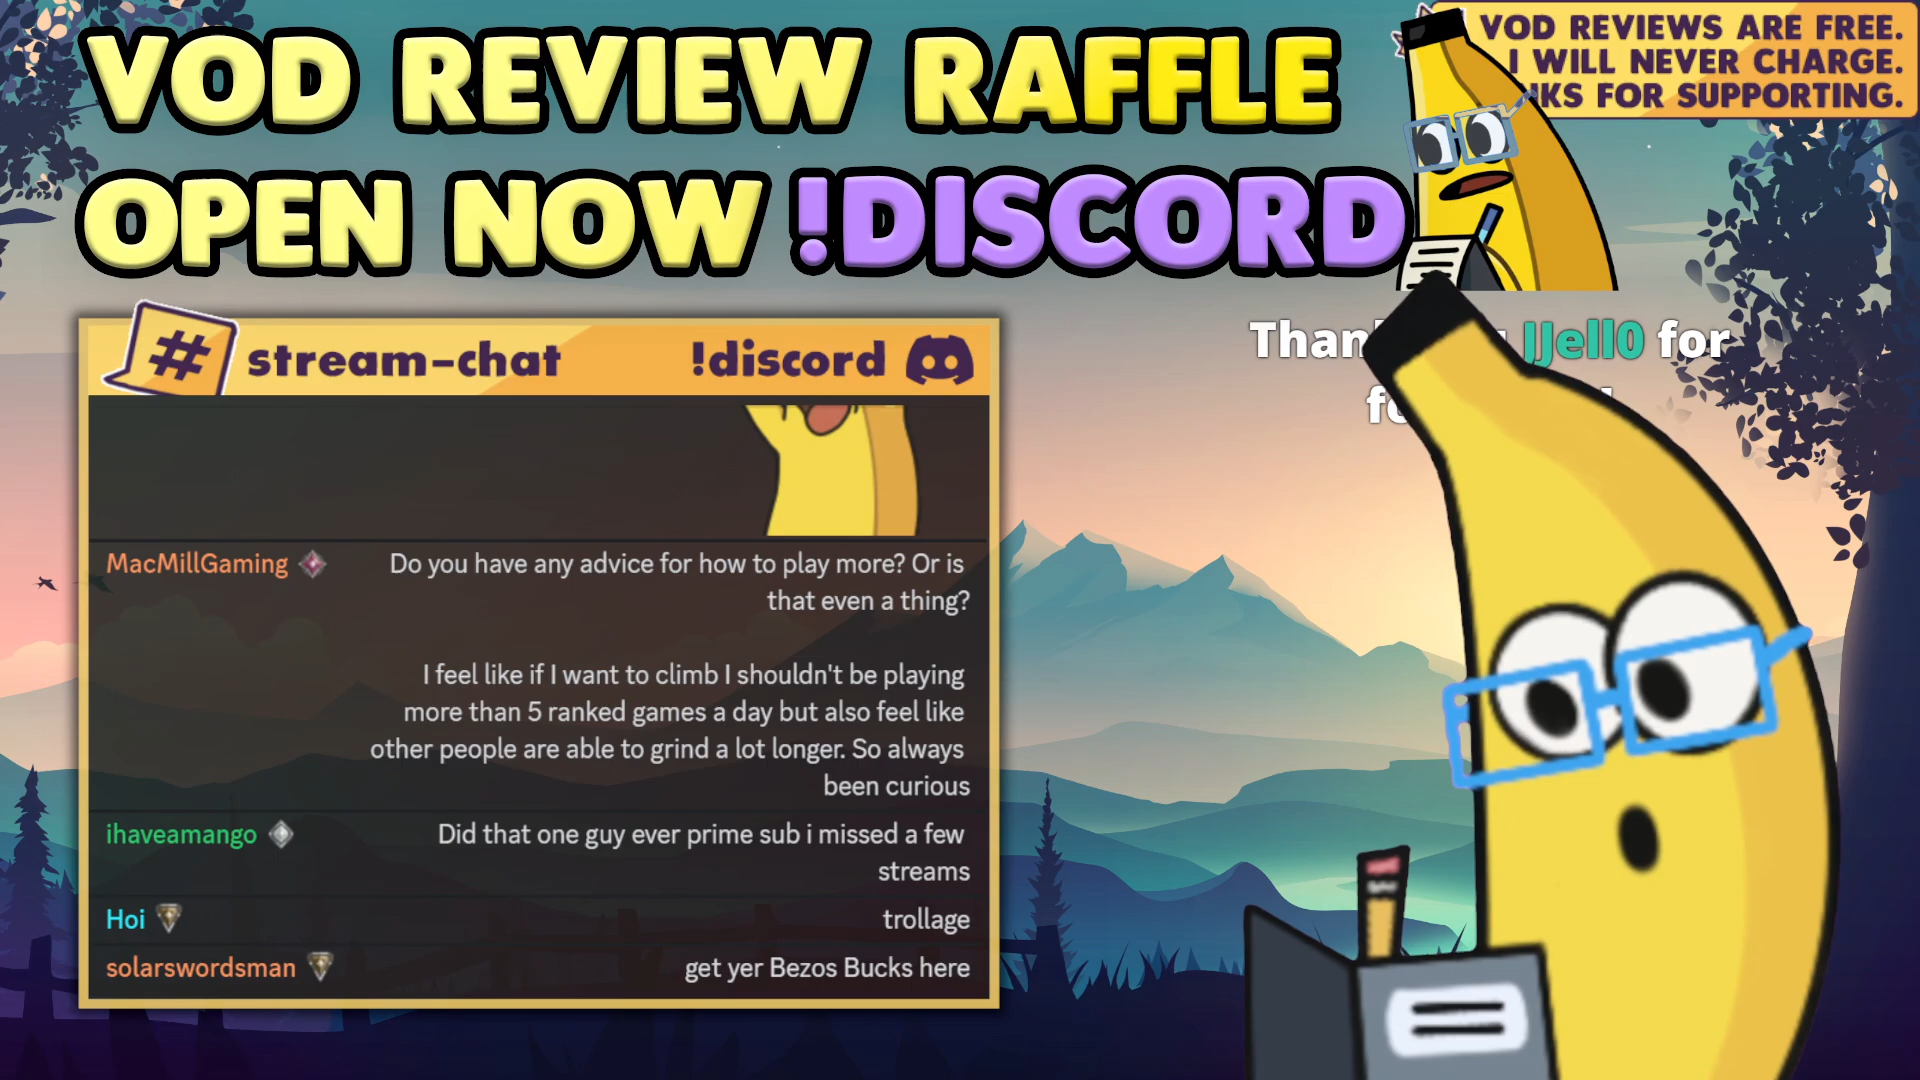 VOD REVIEW RAFFLE
OPEN NOW !DISCORD
VOD REVIEWS ARE FREE.
I WILL NEVER CHARGE.
FOR SUPPORTING.
JJell0 for
# stream-chat !discord
MacMillGaming Do you have any advice for how to play more? Or is
that even a thing?
I feel like if I want to climb I shouldn't be playing
more than 5 ranked games a day but also feel like
other people are able to grind a lot longer. So always
been curious
ihaveamango Did that one guy ever prime sub i missed a few
streams
Hoi trollage
solarswordsman get yer Bezos Bucks here